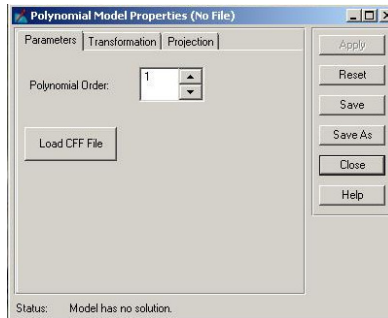 Polynomial Model Properties (No File)
Parameters Transformation Projection
Polynomial Order: 1
Load CFF File
Apply
Reset
Save
Save As
Close
Help
Status: Model has no solution.